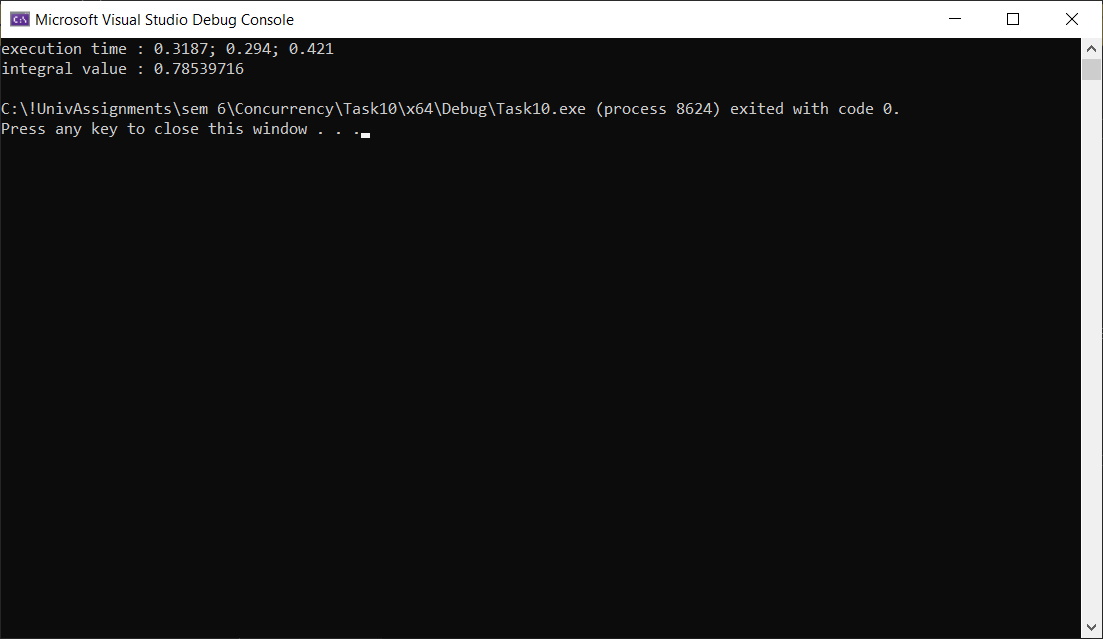 Microsoft Visual Studio Debug Console
execution time : 0.3187; 0.294; 0.421
integral value : 0.78539716
C:\!UnivAssignments\sem 6\Concurrency\Task10\x64\Debug\Task10.exe (process 8624) exited with code 0.
Press any key to close this window . . .